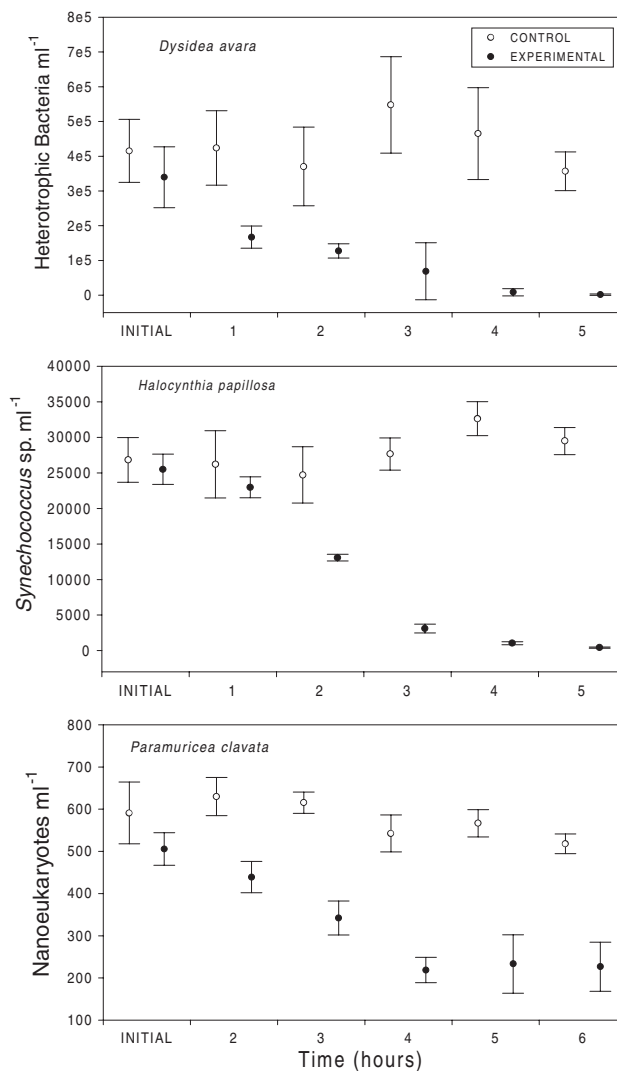 8e5
7e5
6e5
5e5
4e5
3e5
2e5
1e5
0
Heterotrophic Bacteria ml⁻¹
Dysidea avara
CONTROL
EXPERIMENTAL
INITIAL 1 2 3 4 5
40000
35000
30000
25000
20000
15000
10000
5000
0
Synechococcus sp. ml⁻¹
Halocynthia papillosa
INITIAL 1 2 3 4 5
800
700
600
500
400
300
200
100
Nanoeukaryotes ml⁻¹
Paramuricea clavata
INITIAL 2 3 4 5 6
Time (hours)